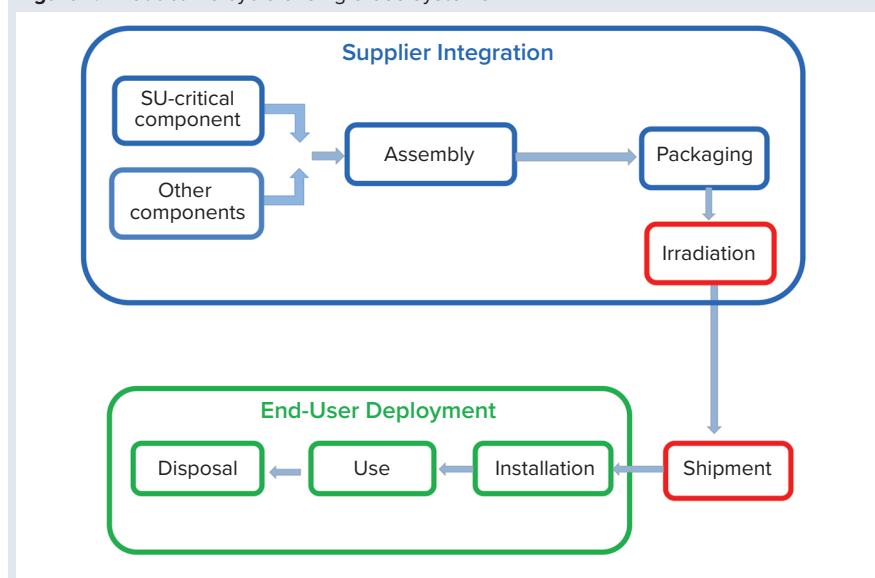 Supplier Integration
SU-critical
component
Other
components
Assembly
Packaging
Irradiation
End-User Deployment
Disposal
Use
Installation
Shipment